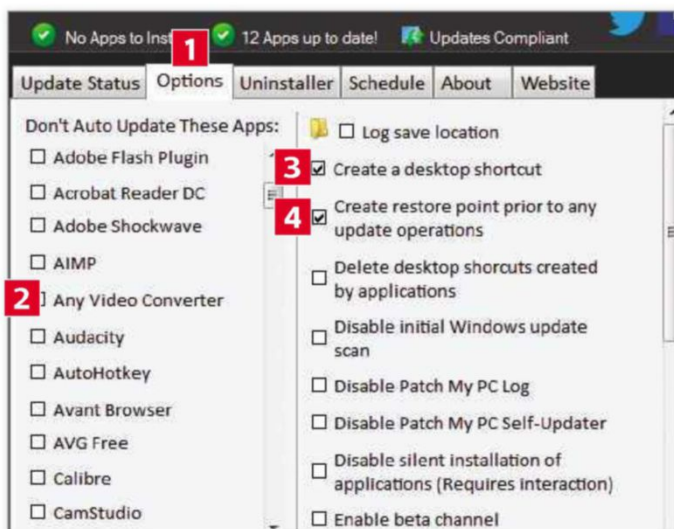 No Apps to Inst
12 Apps up to date!
Updates Compliant
1
Update Status
Options
Uninstaller
Schedule
About
Website
Don't Auto Update These Apps:
Adobe Flash Plugin
Acrobat Reader DC
Adobe Shockwave
AIMP
2
Any Video Converter
Audacity
AutoHotkey
Avant Browser
AVG Free
Calibre
CamStudio
Log save location
3
Create a desktop shortcut
4
Create restore point prior to any
update operations
Delete desktop shorcuts created
by applications
Disable initial Windows update
scan
Disable Patch My PC Log
Disable Patch My PC Self-Updater
Disable silent installation of
applications (Requires interaction)
Enable beta channel